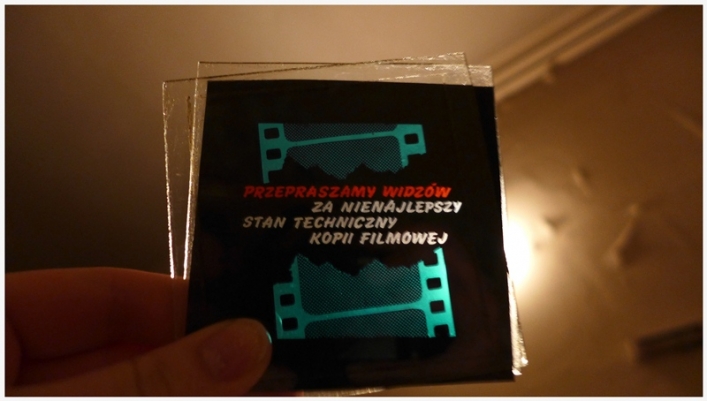 PRZEPRASZAMY WIDZÓW
ZA NIENAJLEPSZY
STAN TECHNICZNY
KOPII FILMOWEJ